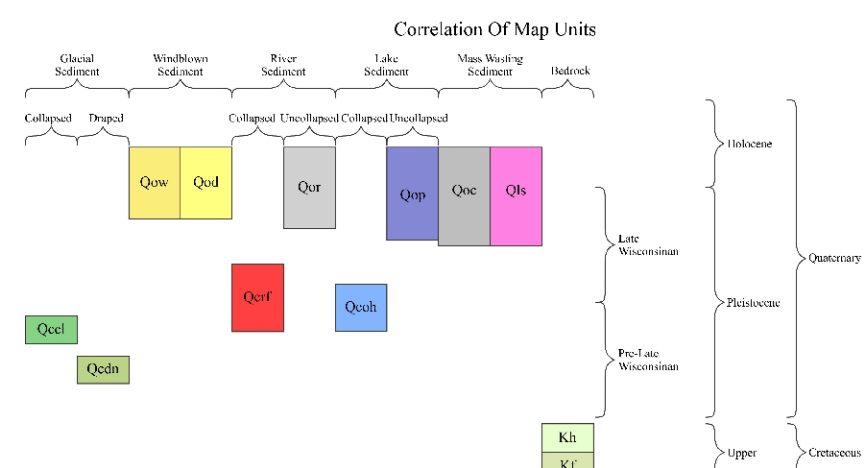 Correlation Of Map Units
Glacial
Sediment
Windblown
Sediment
River
Sediment
Lake
Sediment
Mass Wasting
Sediment
Bedrock
Collapsed
Draped
Collapsed
Uncollapsed
Collapsed
Uncollapsed
Qow
Qod
Qor
Qop
Qoc
Qls
Holocene
Late
Wisconsinan
Quaternary
Qcrf
Qcoh
Pleistocene
Qccl
Qcdn
Pre-Late
Wisconsinan
Kh
Kf
Upper
Cretaceous